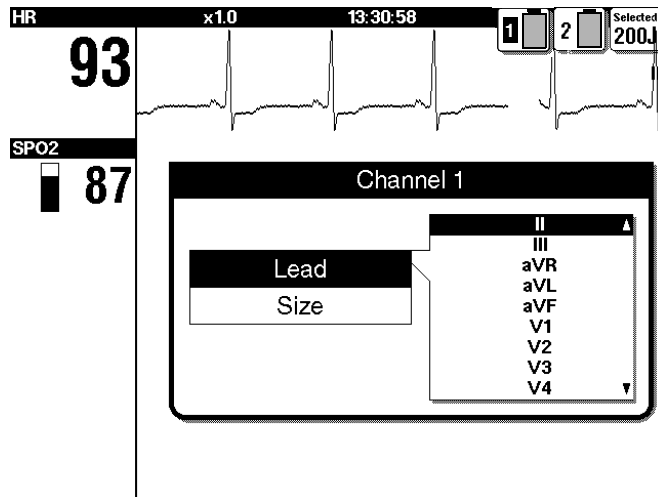 HR x1.0 13:30:58 1 2 Selected
200J
93
SPO2
87
Channel 1
Lead
Size
II
III
aVR
aVL
aVF
V1
V2
V3
V4